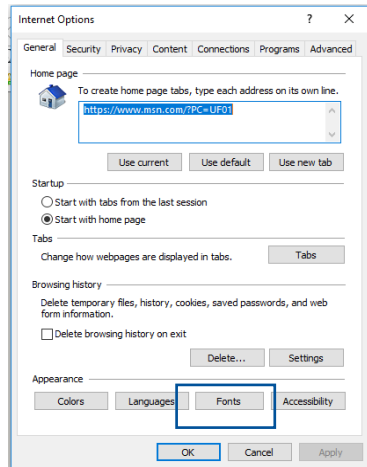 Internet Options ? X
General Security Privacy Content Connections Programs Advanced
Home page
To create home page tabs, type each address on its own line.
https://www.msn.com/?PC=UF01
Use current Use default Use new tab
Startup
Start with tabs from the last session
Start with home page
Tabs
Change how webpages are displayed in tabs. Tabs
Browsing history
Delete temporary files, history, cookies, saved passwords, and web
form information.
Delete browsing history on exit
Delete... Settings
Appearance
Colors Languages Fonts Accessibility
OK Cancel Apply